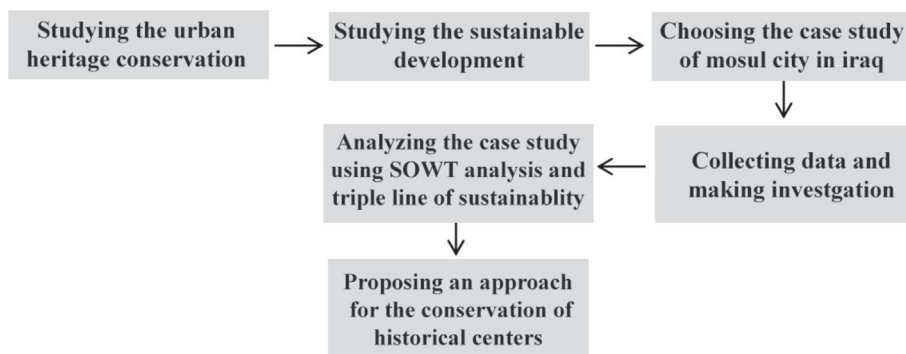 Studying the urban
heritage conservation
Studying the sustainable
development
Choosing the case study
of mosul city in iraq
Collecting data and
making investgation
Analyzing the case study
using SOWT analysis and
triple line of sustainablity
Proposing an approach
for the conservation of
historical centers